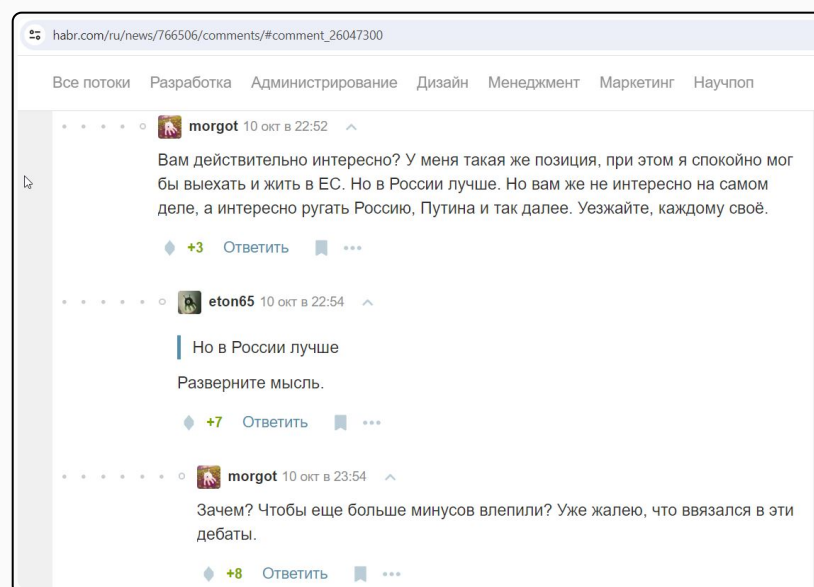 habr.com/ru/news/766506/comments/#comment_26047300
Все потоки Разработка Администрирование Дизайн Менеджмент Маркетинг Научпоп
morgot 10 окт в 22:52
Вам действительно интересно? У меня такая же позиция, при этом я спокойно мог
бы выехать и жить в ЕС. Но в России лучше. Но вам же не интересно на самом
деле, а интересно ругать Россию, Путина и так далее. Уезжайте, каждому своё.
+3 Ответить
eton65 10 окт в 22:54
Но в России лучше
Разверните мысль.
+7 Ответить
morgot 10 окт в 23:54
Зачем? Чтобы еще больше минусов влепили? Уже жалею, что ввязался в эти
дебаты.
+8 Ответить